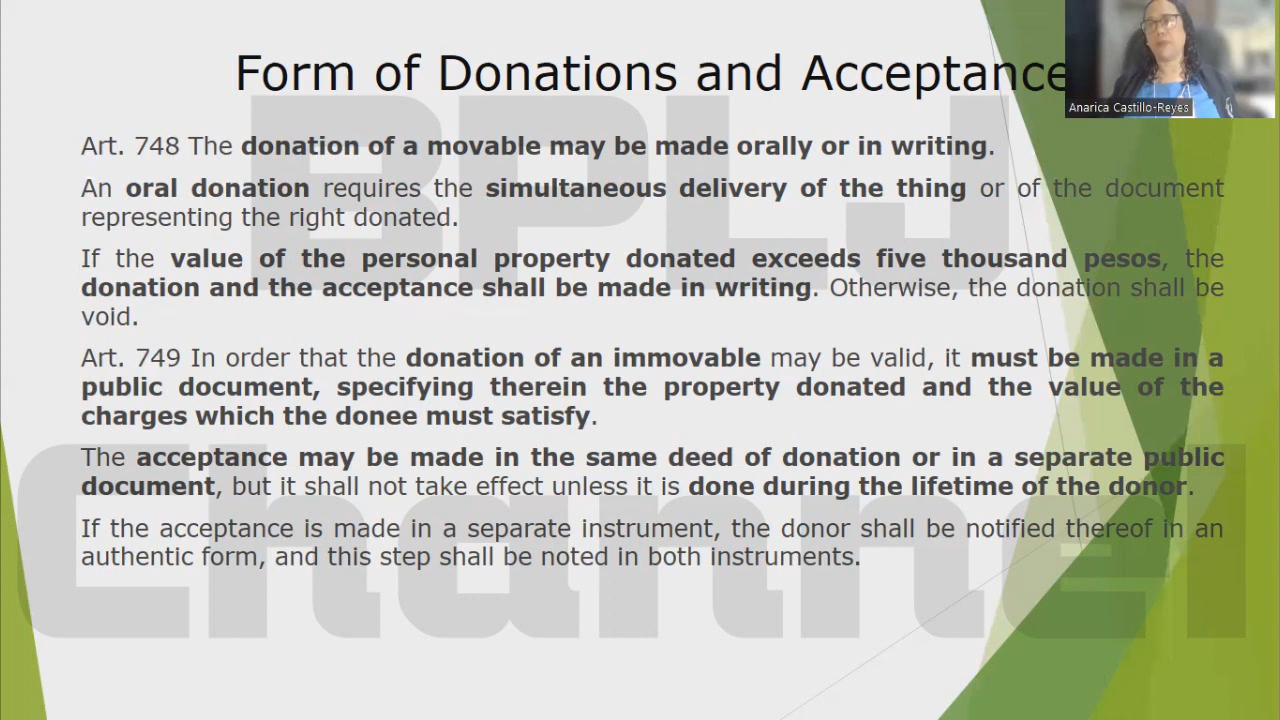 Form of Donations and Acceptance
Anarica Castillo-Reyes
Art. 748 The donation of a movable may be made orally or in writing.
An oral donation requires the simultaneous delivery of the thing or of the document
representing the right donated.
If the value of the personal property donated exceeds five thousand pesos, the
donation and the acceptance shall be made in writing. Otherwise, the donation shall be
void.
Art. 749 In order that the donation of an immovable may be valid, it must be made in a
public document, specifying therein the property donated and the value of the
charges which the donee must satisfy.
The acceptance may be made in the same deed of donation or in a separate public
document, but it shall not take effect unless it is done during the lifetime of the donor.
If the acceptance is made in a separate instrument, the donor shall be notified thereof in an
authentic form, and this step shall be noted in both instruments.
BPLJ
Channel